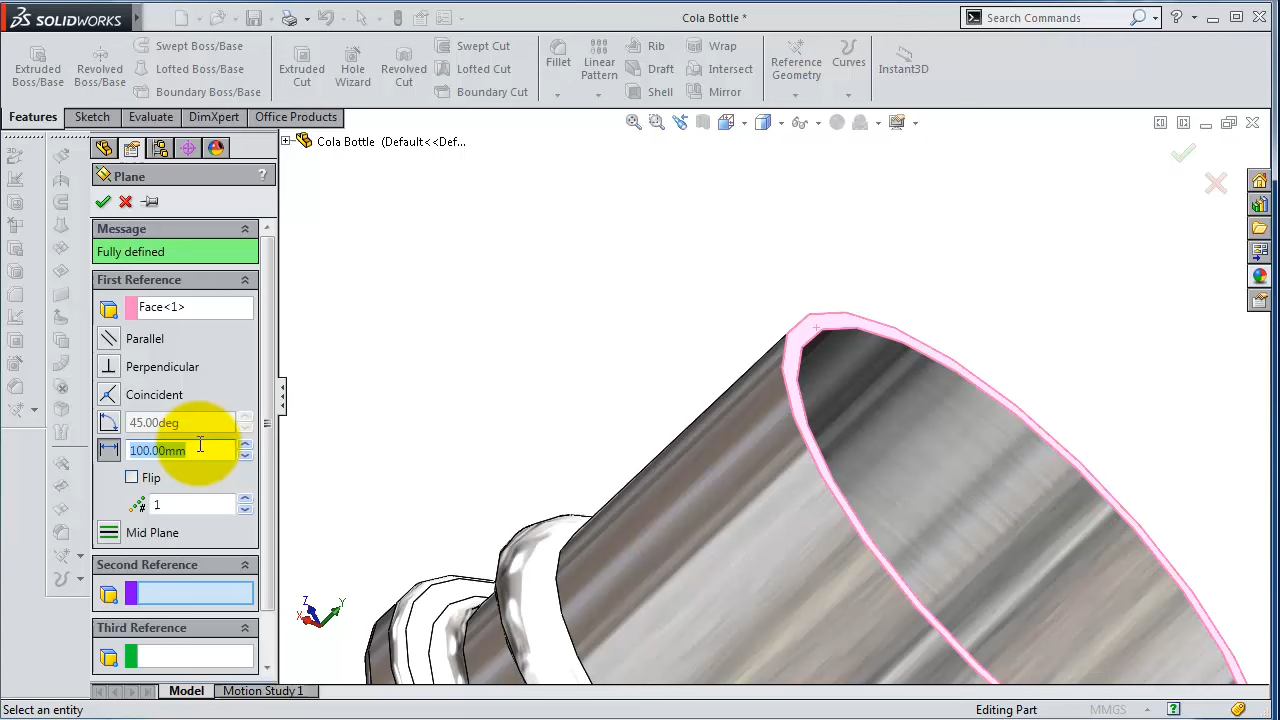 SOLIDWORKS
Cola Bottle *
Search Commands
Extruded Boss/Base
Revolved Boss/Base
Swept Boss/Base
Lofted Boss/Base
Boundary Boss/Base
Extruded Cut
Hole Wizard
Revolved Cut
Swept Cut
Lofted Cut
Boundary Cut
Fillet
Linear Pattern
Rib
Draft
Shell
Wrap
Intersect
Mirror
Reference Geometry
Curves
Instant3D
Features
Sketch
Evaluate
DimXpert
Office Products
Cola Bottle (Default<<Def...
Plane
?
Message
Fully defined
First Reference
Face<1>
Parallel
Perpendicular
Coincident
45.00deg
100.00mm
Flip
1
Mid Plane
Second Reference
Third Reference
Z
Y
X
Model
Motion Study 1
Select an entity
Editing Part
MMGS
?